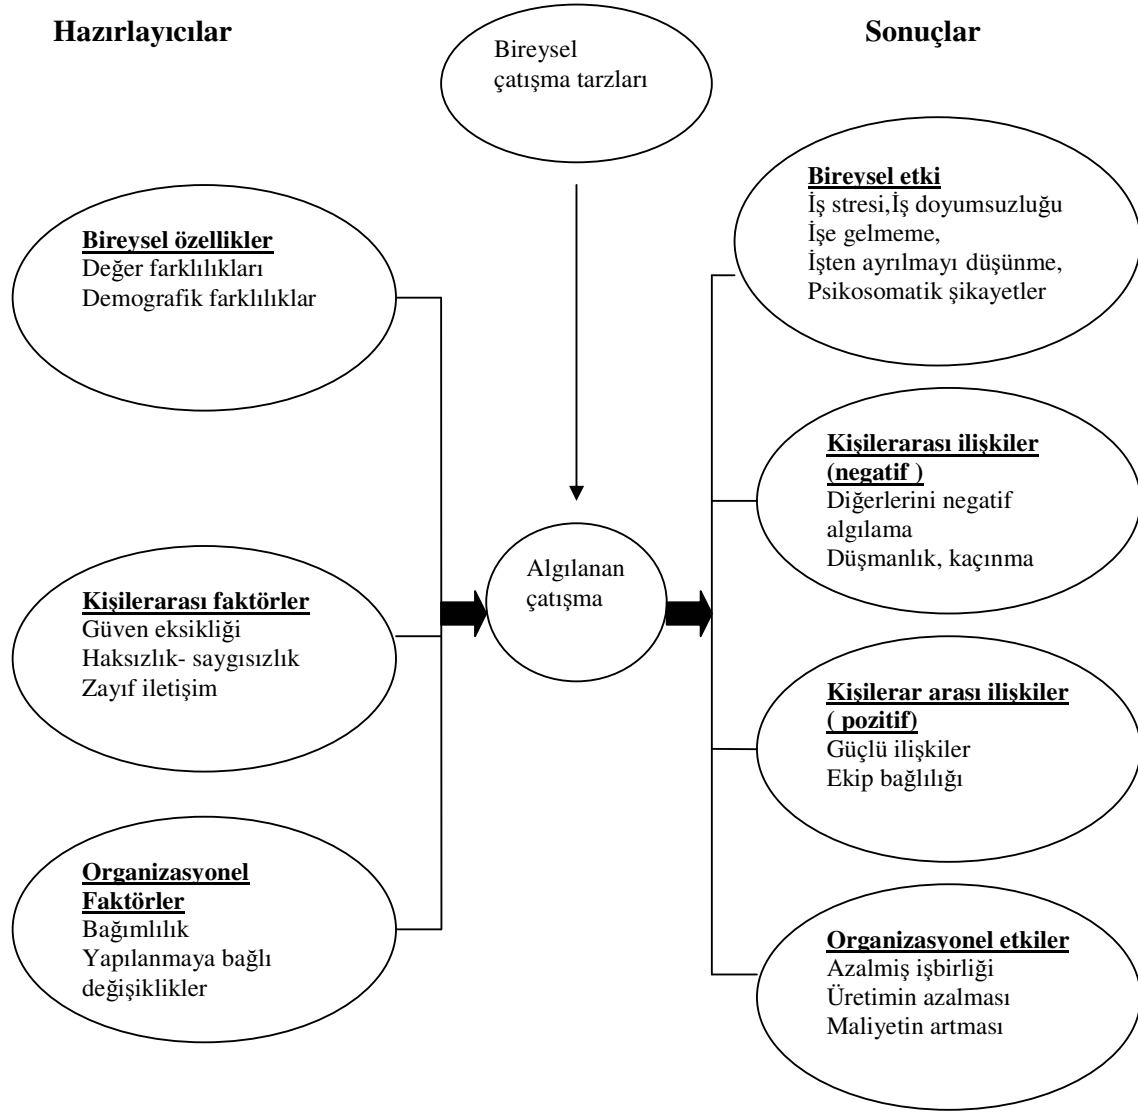 Hazırlayıcılar
Sonuçlar
Bireysel
çatışma tarzları
Bireysel özellikler
Değer farklılıkları
Demografik farklılıklar
Kişilerarası faktörler
Güven eksikliği
Haksızlık- saygısızlık
Zayıf iletişim
Organizasyonel
Faktörler
Bağımlılık
Yapılanmaya bağlı
değişiklikler
Algılanan
çatışma
Bireysel etki
İş stresi,İş doyumsuzluğu
İşe gelmeme,
İşten ayrılmayı düşünme,
Psikosomatik şikayetler
Kişilerarası ilişkiler
(negatif )
Diğerlerini negatif
algılama
Düşmanlık, kaçınma
Kişilerar arası ilişkiler
( pozitif)
Güçlü ilişkiler
Ekip bağlılığı
Organizasyonel etkiler
Azalmiş işbirliği
Üretimin azalması
Maliyetin artması